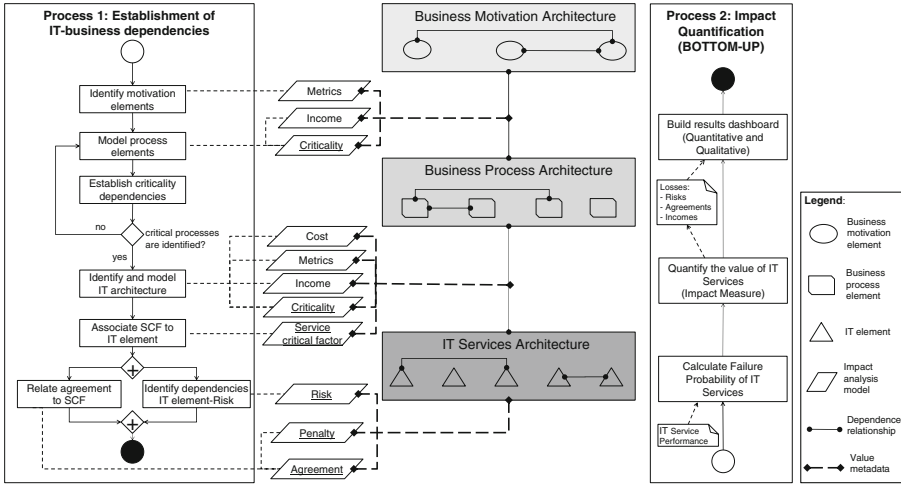 Process 1: Establishment of
IT-business dependencies
Identify motivation
elements
Model process
elements
Establish criticality
dependencies
no
critical processes
are identified?
yes
Identify and model
IT architecture
Associate SCF to
IT element
Relate agreement
to SCF
Identify dependencies
IT element-Risk
Metrics
Income
Criticality
Cost
Metrics
Income
Criticality
Service
critical factor
Risk
Penalty
Agreement
Business Motivation Architecture
Business Process Architecture
IT Services Architecture
Process 2: Impact
Quantification
(BOTTOM-UP)
Build results dashboard
(Quantitative and
Qualitative)
Losses:
- Risks
- Agreements
- Incomes
Quantify the value of IT
Services
(Impact Measure)
Calculate Failure
Probability of IT
Services
IT Service
Performance
Legend:
Business
motivation
element
Business
process
element
IT element
Impact
analysis
model
Dependence
relationship
Value
metadata